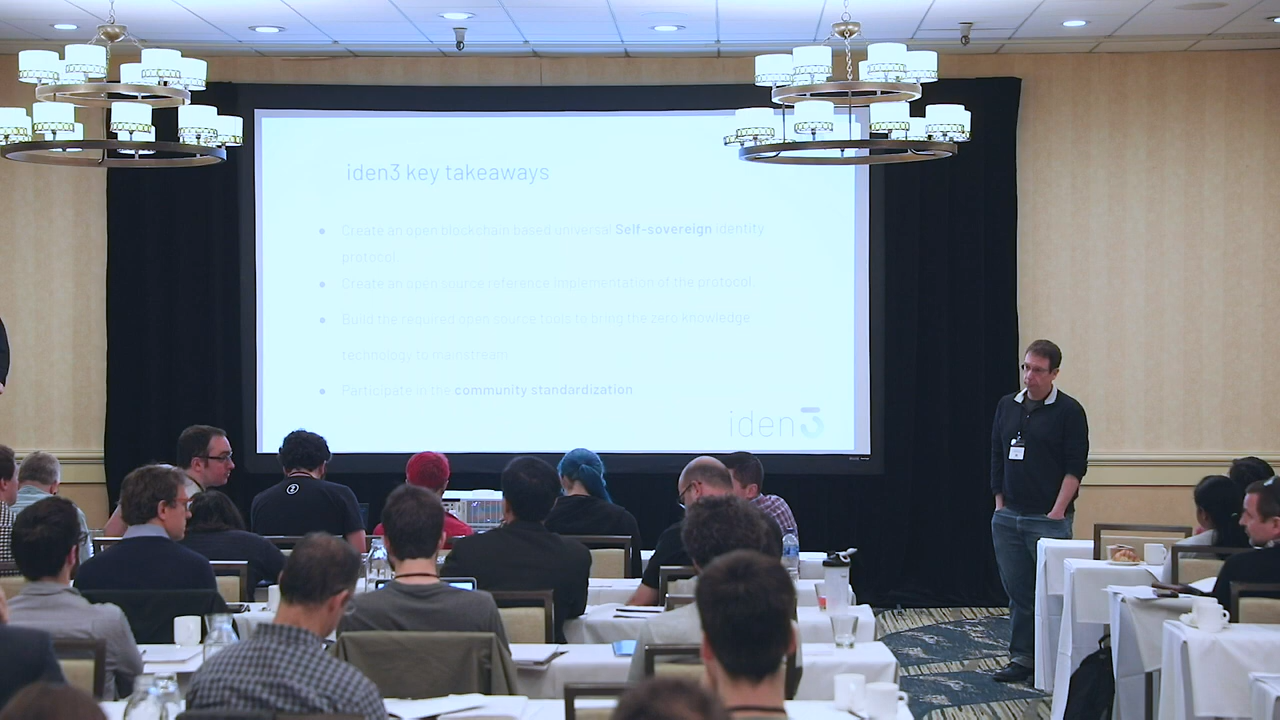 iden3 key takeaways
Create an open blockchain based universal Self-sovereign identity
protocol
Create an open source reference implementation of the protocol
Build the required open source tools to bring the zero knowledge
technology to mainstream
Participate in the community standardization
iden3